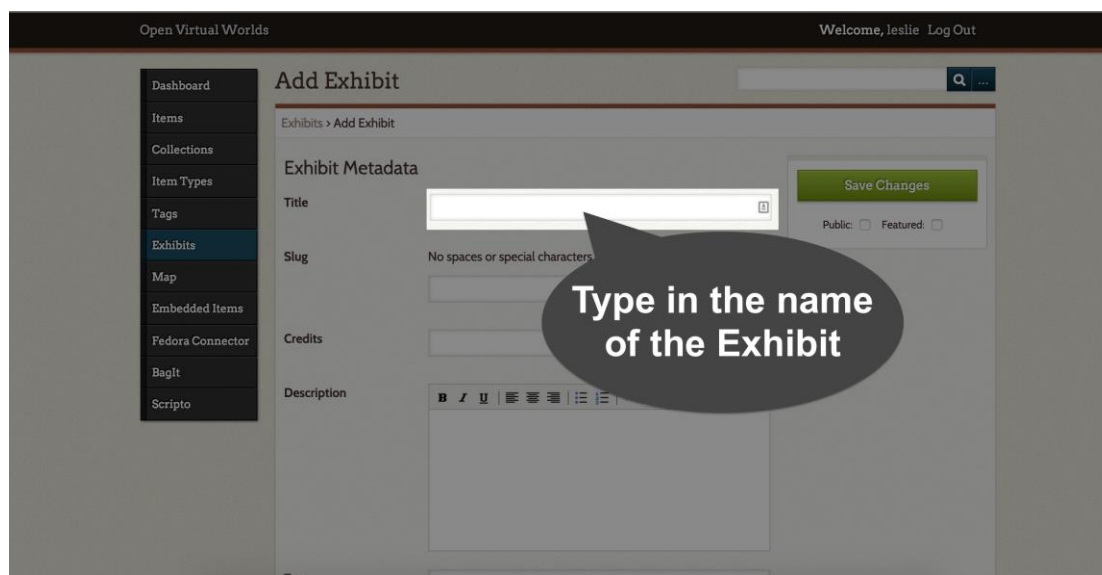 Open Virtual Worlds
Welcome, leslie Log Out
Dashboard
Items
Collections
Item Types
Tags
Exhibits
Map
Embedded Items
Fedora Connector
BagIt
Scripto
Add Exhibit
...
Exhibits › Add Exhibit
Exhibit Metadata
Title
Slug
No spaces or special characters
Credits
Description
B I U
Save Changes
Public: Featured:
Type in the name
of the Exhibit